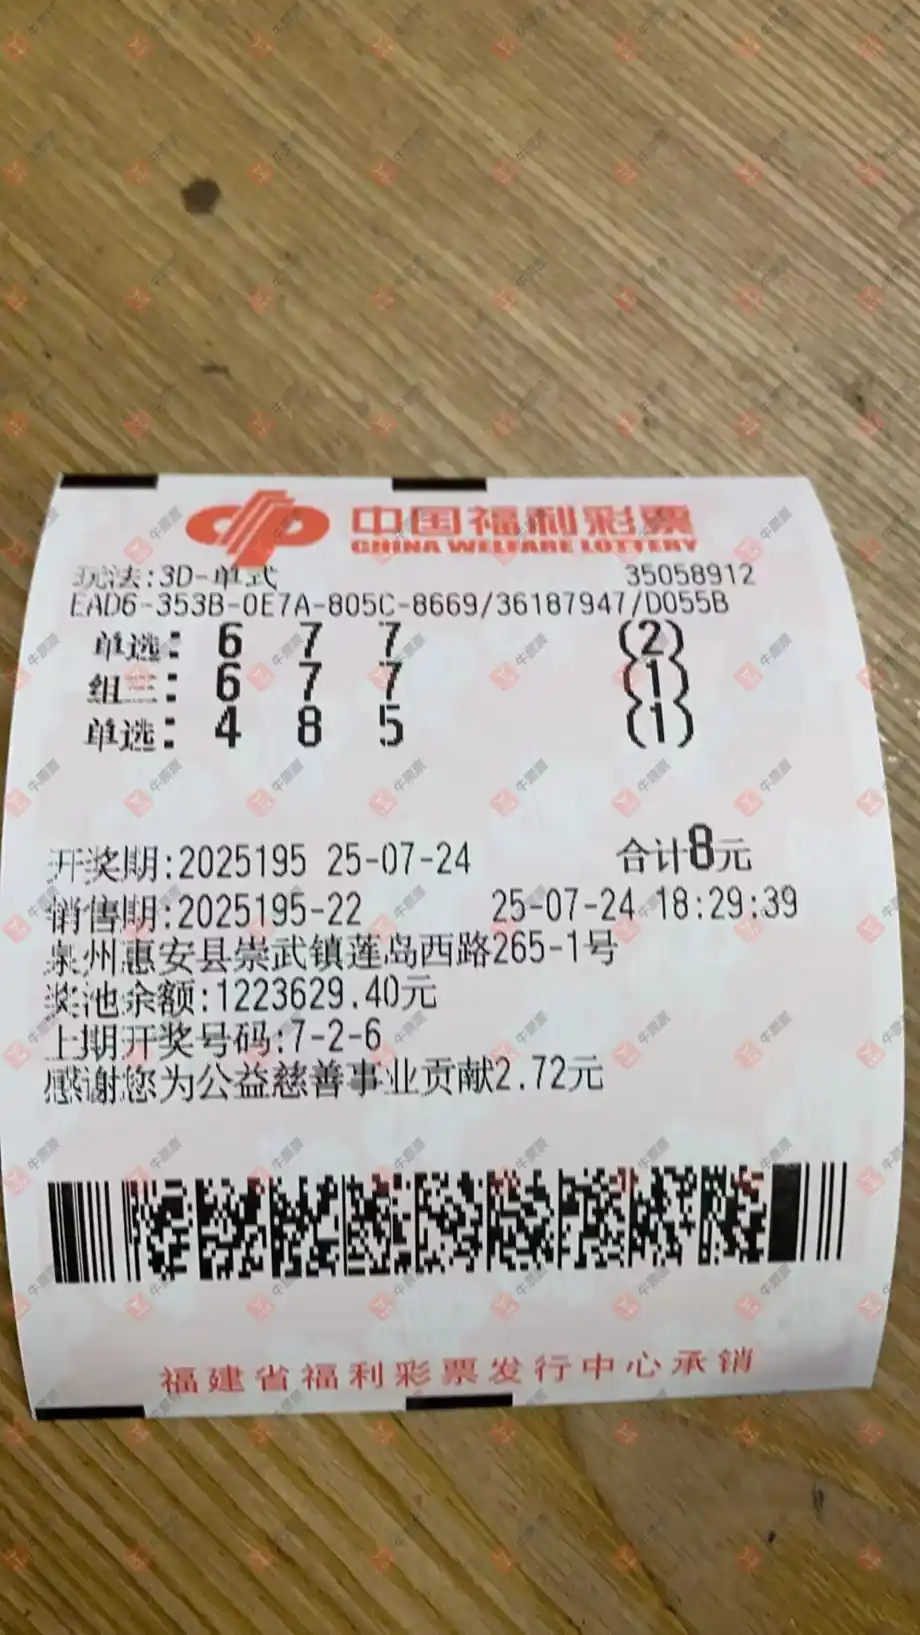 中国福利彩票
CHINA WELFARE LOTTERY
玩法:3D-单式 35058912
EAD6-353B-0E7A-805C-8669/36187947/D055B
单选: 6 7 7 (2)
组三: 6 7 7 (1)
单选: 4 8 5 (1)
开奖期:2025195 25-07-24 合计8元
销售期:2025195-22 25-07-24 18:29:39
泉州惠安县崇武镇莲岛西路265-1号
奖池余额:1223629.40元
上期开奖号码:7-2-6
感谢您为公益慈善事业贡献2.72元
福建省福利彩票发行中心承销